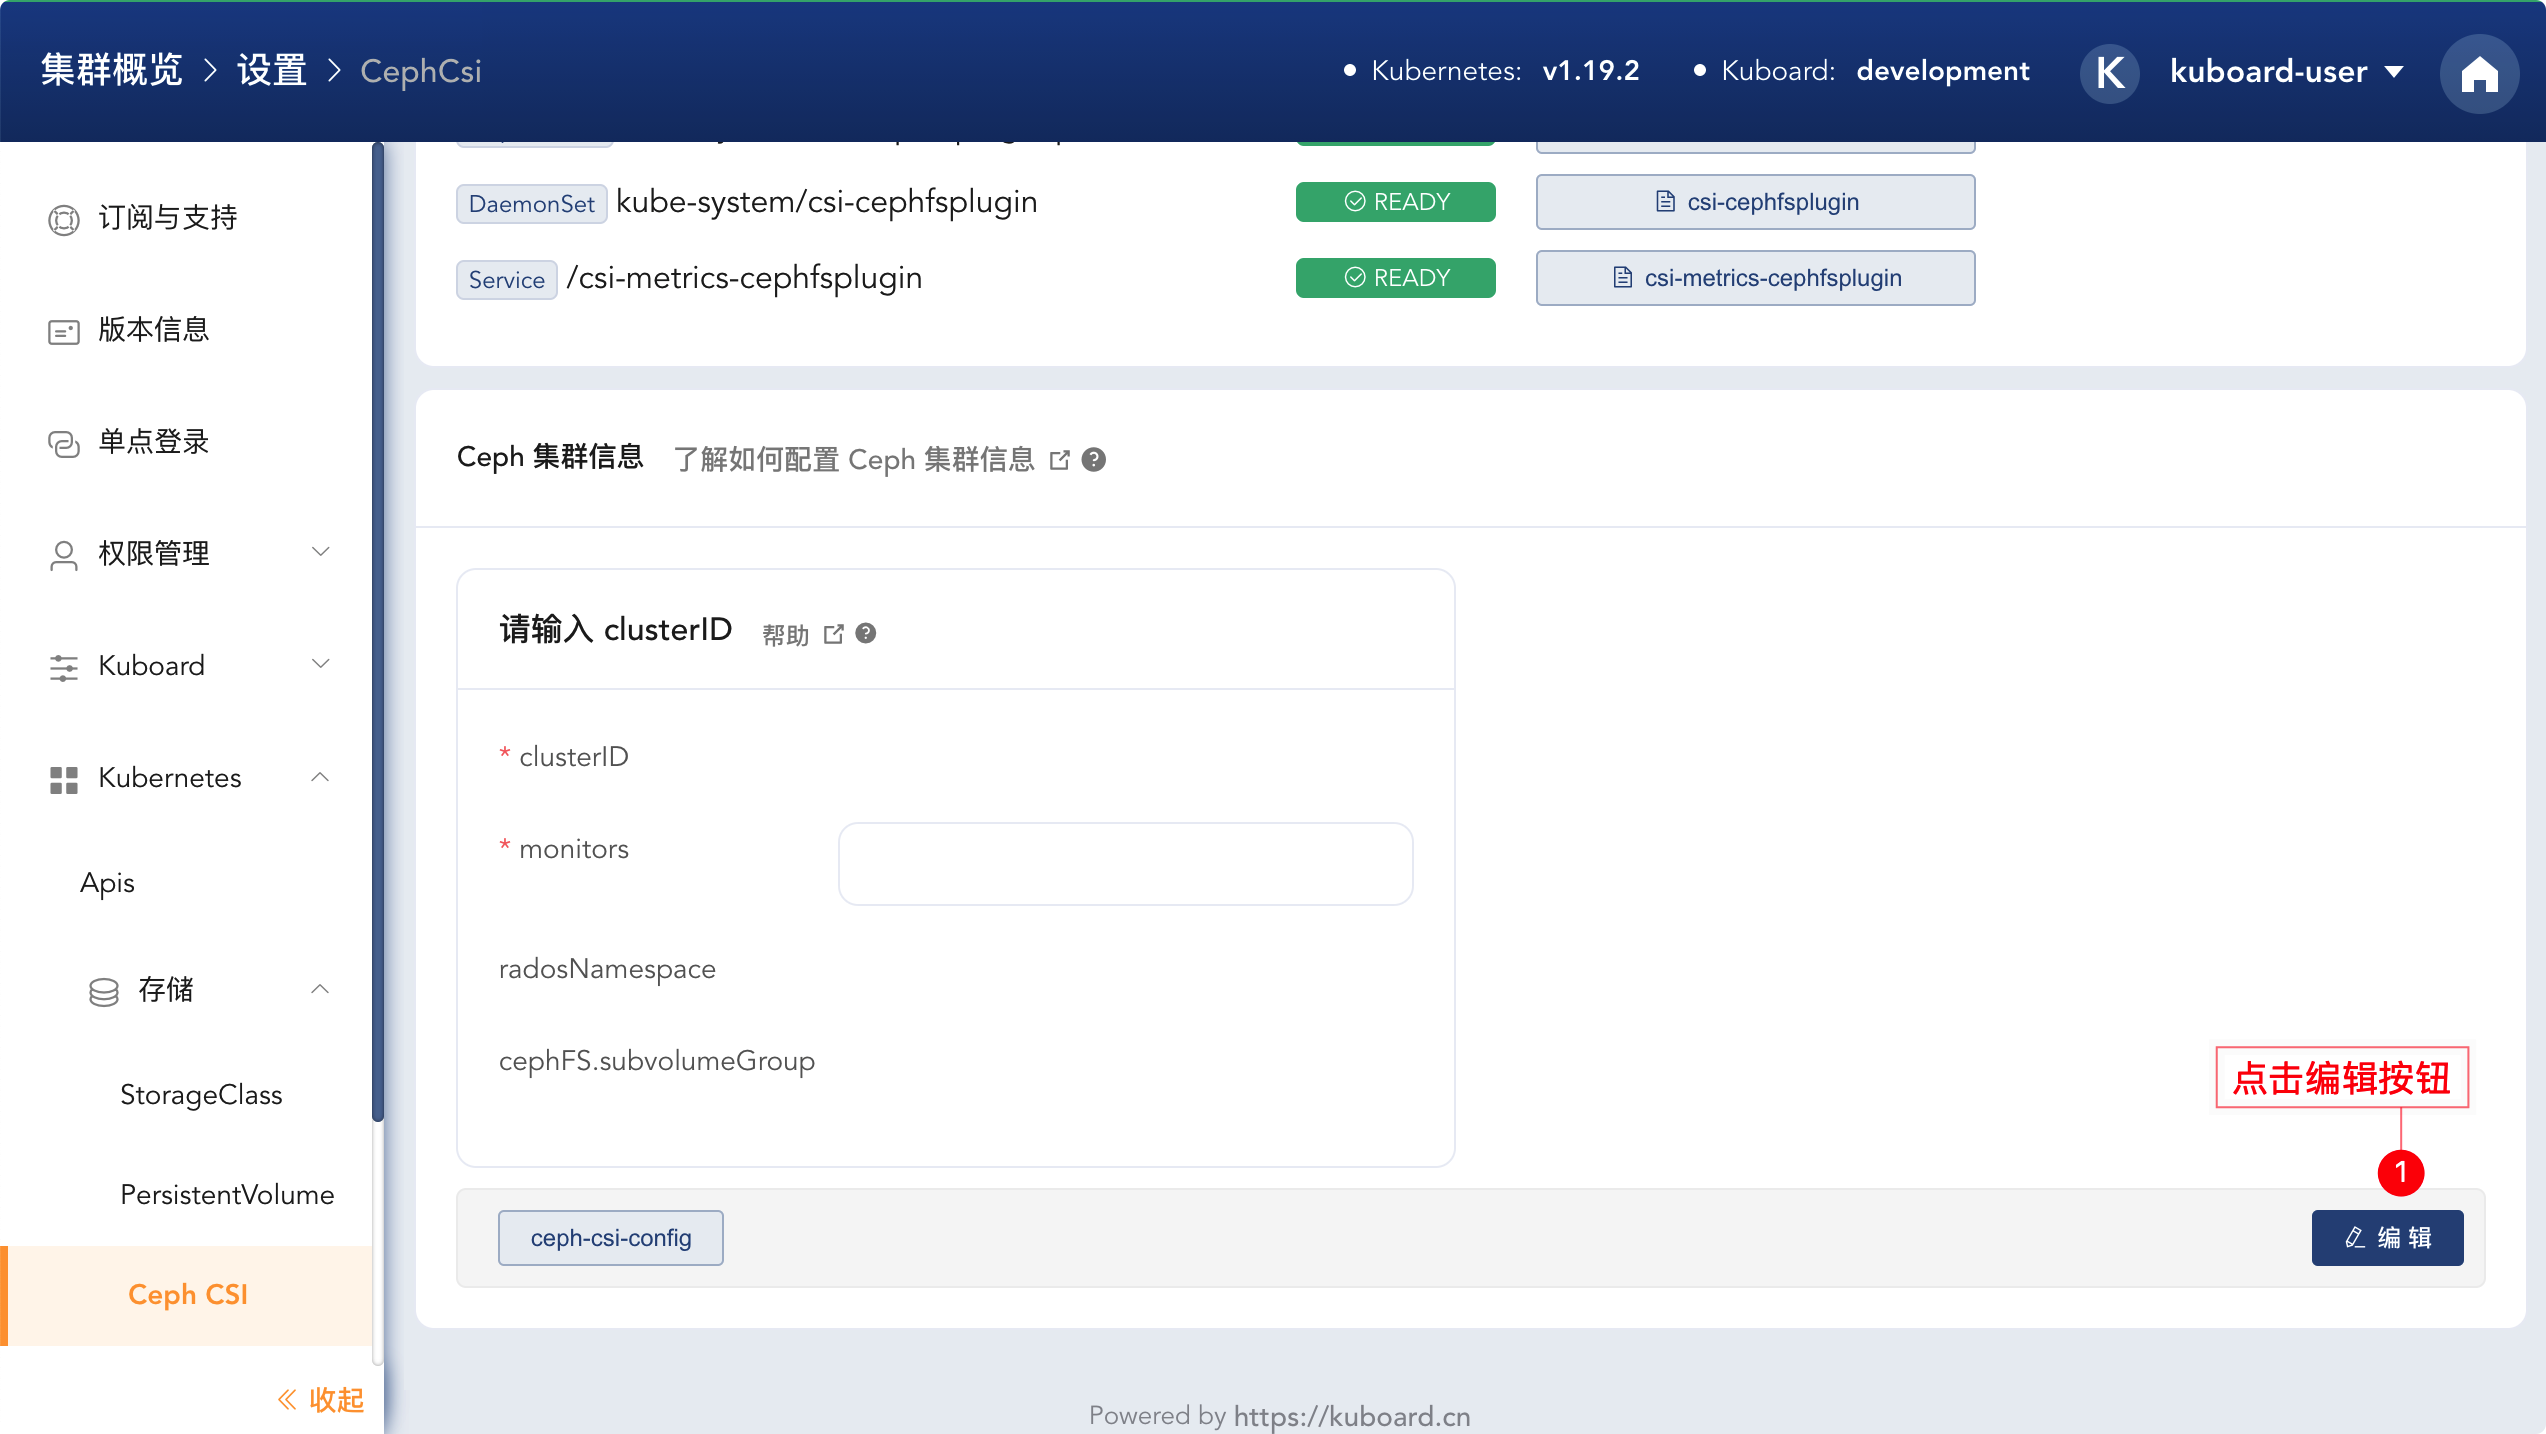 集群概览 > 设置 > CephCsi
Kubernetes: v1.19.2
Kuboard: development
K
kuboard-user
订阅与支持
版本信息
单点登录
权限管理
Kuboard
Kubernetes
Apis
存储
StorageClass
PersistentVolume
Ceph CSI
收起
DaemonSet kube-system/csi-cephfsplugin READY csi-cephfsplugin
Service /csi-metrics-cephfsplugin READY csi-metrics-cephfsplugin
Ceph 集群信息 了解如何配置 Ceph 集群信息
请输入 clusterID 帮助
* clusterID
* monitors
radosNamespace
cephFS.subvolumeGroup
点击编辑按钮
1
ceph-csi-config
编 辑
Powered by https://kuboard.cn